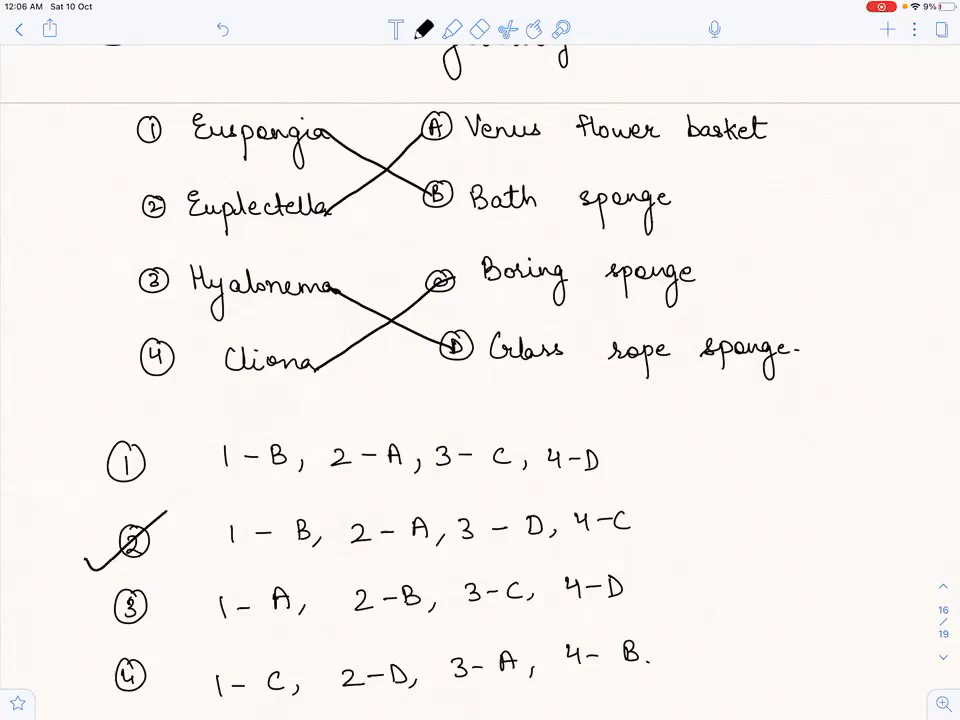 12:06 AM Sat 10 Oct 9%
① Euspongia Ⓐ Venus flower basket
② Euplectella Ⓑ Bath sponge
③ Hyalonema Ⓒ Boring sponge
④ Cliona Ⓓ Glass rope sponge.
① 1 - B, 2 - A, 3 - C, 4 - D
② 1 - B, 2 - A, 3 - D, 4 - C
③ 1 - A, 2 - B, 3 - C, 4 - D
④ 1 - C, 2 - D, 3 - A, 4 - B.
16
/
19